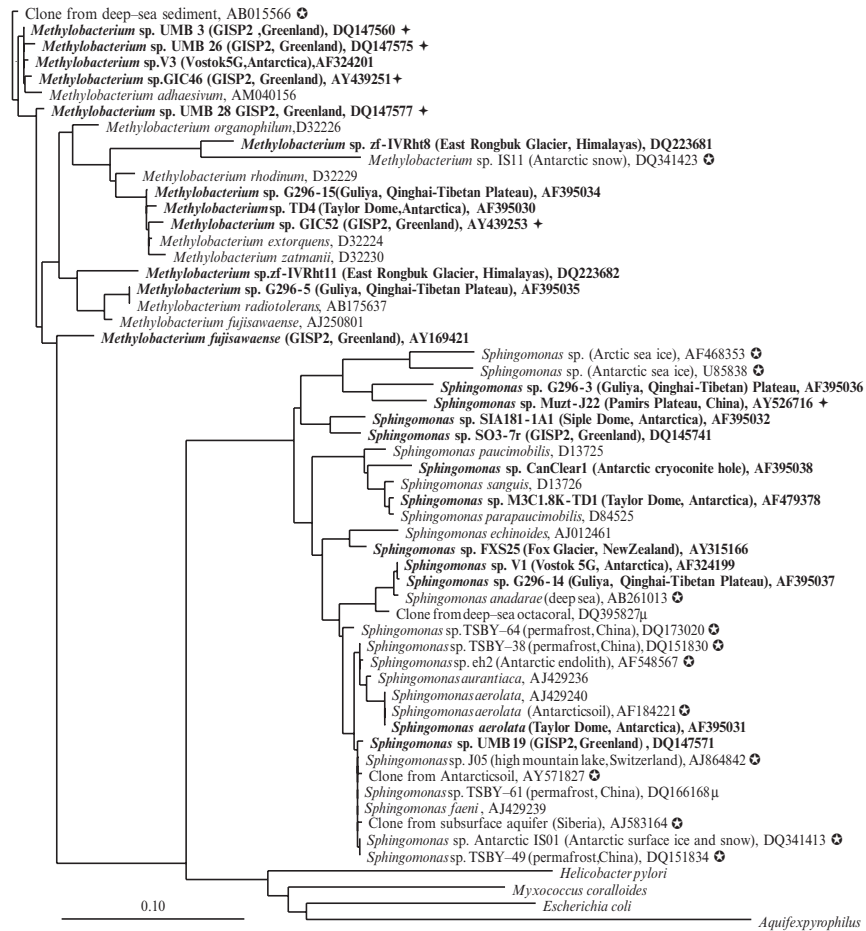 Clone from deep–sea sediment, AB015566 ✪
Methylobacterium sp. UMB 3 (GISP2 ,Greenland), DQ147560 ✦
Methylobacterium sp. UMB 26 (GISP2, Greenland), DQ147575 ✦
Methylobacterium sp.V3 (Vostok5G,Antarctica),AF324201
Methylobacterium sp.GIC46 (GISP2, Greenland), AY439251✦
Methylobacterium adhaesivum, AM040156
Methylobacterium sp. UMB 28 GISP2, Greenland, DQ147577 ✦
Methylobacterium organophilum,D32226
Methylobacterium sp. zf-IVRht8 (East Rongbuk Glacier, Himalayas), DQ223681
Methylobacterium sp. IS11 (Antarctic snow), DQ341423 ✪
Methylobacterium rhodinum, D32229
Methylobacterium sp. G296-15(Guliya, Qinghai-Tibetan Plateau), AF395034
Methylobacterium sp. TD4 (Taylor Dome,Antarctica), AF395030
Methylobacterium sp. GIC52 (GISP2, Greenland), AY439253 ✦
Methylobacterium extorquens, D32224
Methylobacterium zatmanii, D32230
Methylobacterium sp.zf-IVRht11 (East Rongbuk Glacier, Himalayas), DQ223682
Methylobacterium sp. G296-5 (Guliya, Qinghai-Tibetan Plateau), AF395035
Methylobacterium radiotolerans, AB175637
Methylobacterium fujisawaense, AJ250801
Methylobacterium fujisawaense (GISP2, Greenland), AY169421
Sphingomonas sp. (Arctic sea ice), AF468353 ✪
Sphingomonas sp. (Antarctic sea ice), U85838 ✪
Sphingomonas sp. G296-3 (Guliya, Qinghai-Tibetan) Plateau, AF395036
Sphingomonas sp. Muzt-J22 (Pamirs Plateau, China), AY526716 ✦
Sphingomonas sp. SIA181-1A1 (Siple Dome, Antarctica), AF395032
Sphingomonas sp. SO3-7r (GISP2, Greenland), DQ145741
Sphingomonas paucimobilis, D13725
Sphingomonas sp. CanClear1 (Antarctic cryoconite hole), AF395038
Sphingomonas sanguis, D13726
Sphingomonas sp. M3C1.8K-TD1 (Taylor Dome, Antarctica), AF479378
Sphingomonas parapaucimobilis, D84525
Sphingomonas echinoides, AJ012461
Sphingomonas sp. FXS25 (Fox Glacier, NewZealand), AY315166
Sphingomonas sp. V1 (Vostok 5G, Antarctica), AF324199
Sphingomonas sp. G296-14 (Guliya, Qinghai-Tibetan Plateau), AF395037
Sphingomonas anadarae (deep sea), AB261013 ✪
Clone from deep–sea octacoral, DQ395827µ
Sphingomonas sp. TSBY–64 (permafrost, China), DQ173020 ✪
Sphingomonas sp. TSBY–38 (permafrost, China), DQ151830 ✪
Sphingomonas sp. eh2 (Antarctic endolith), AF548567 ✪
Sphingomonas aurantiaca, AJ429236
Sphingomonas aerolata, AJ429240
Sphingomonas aerolata (Antarcticsoil), AF184221 ✪
Sphingomonas aerolata (Taylor Dome, Antarctica), AF395031
Sphingomonas sp. UMB19 (GISP2, Greenland) , DQ147571
Sphingomonas sp. J05 (high mountain lake, Switzerland), AJ864842 ✪
Clone from Antarcticsoil, AY571827 ✪
Sphingomonas sp. TSBY–61 (permafrost, China), DQ166168µ
Sphingomonas faeni , AJ429239
Clone from subsurface aquifer (Siberia), AJ583164 ✪
Sphingomonas sp. Antarctic IS01 (Antarctic surface ice and snow), DQ341413 ✪
Sphingomonas sp. TSBY–49 (permafrost,China), DQ151834 ✪
Helicobacter pylori
Myxococcus coralloides
Escherichia coli
Aquifexpyrophilus
0.10